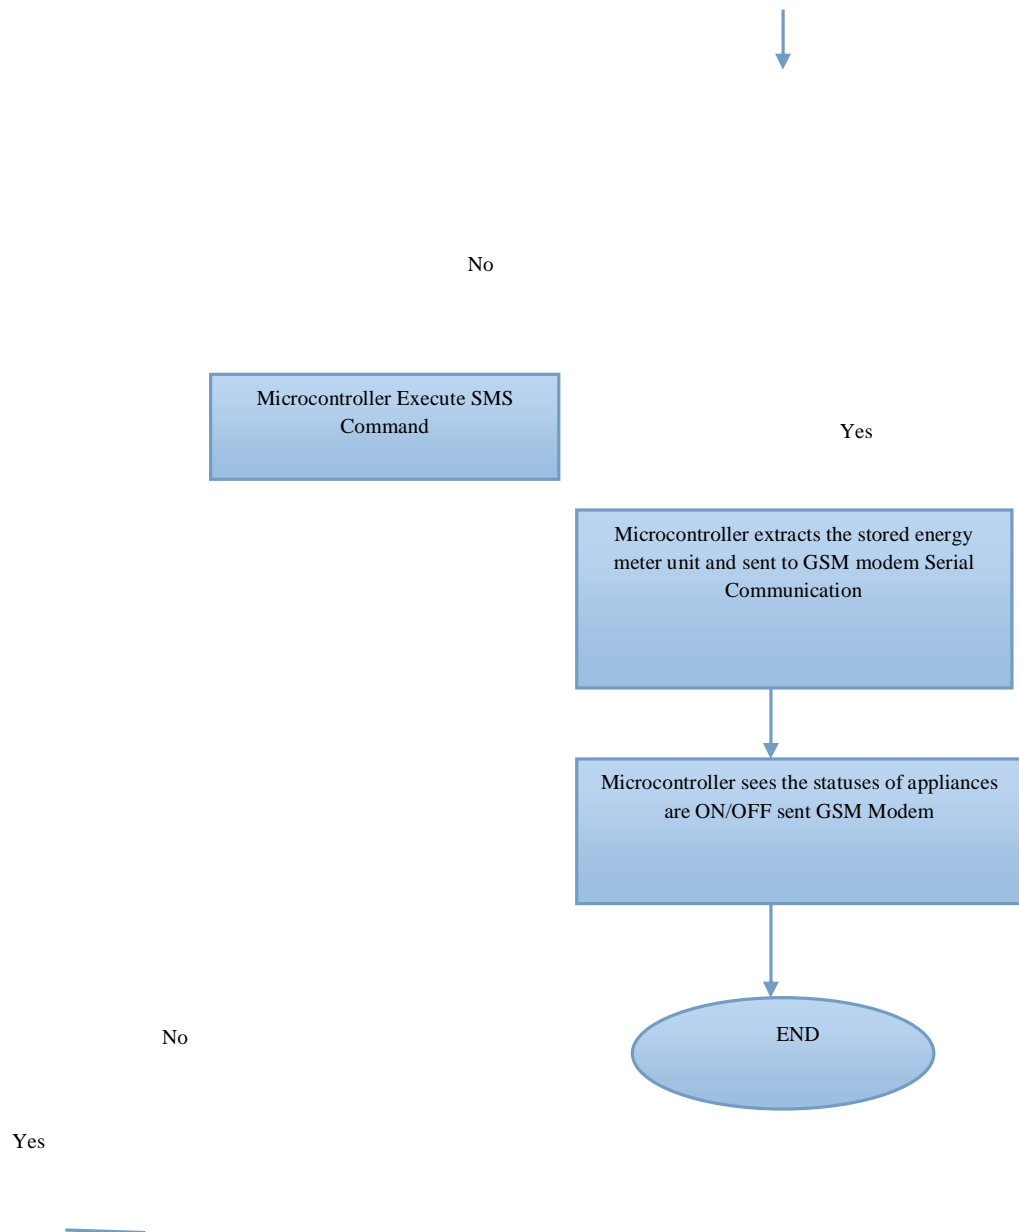 No
Microcontroller Execute SMS
Command
Yes
Microcontroller extracts the stored energy
meter unit and sent to GSM modem Serial
Communication
Microcontroller sees the statuses of appliances
are ON/OFF sent GSM Modem
No
END
Yes